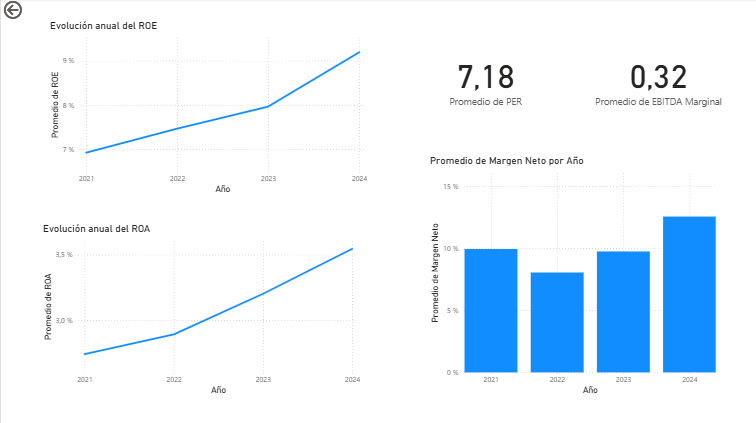 Evolución anual del ROE
Promedio de ROE
9 %
8 %
7 %
2021
2022
2023
2024
Año
7,18
Promedio de PER
0,32
Promedio de EBITDA Marginal
Evolución anual del ROA
Promedio de ROA
3,5 %
3,0 %
2021
2022
2023
2024
Año
Promedio de Margen Neto por Año
Promedio de Margen Neto
15 %
10 %
5 %
0 %
2021
2022
2023
2024
Año